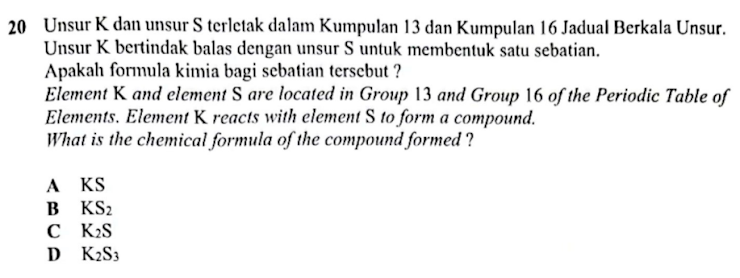 20 Unsur K dan unsur S terletak dalam Kumpulan 13 dan Kumpulan 16 Jadual Berkala Unsur.
Unsur K bertindak balas dengan unsur S untuk membentuk satu sebatian.
Apakah formula kimia bagi sebatian tersebut ?
Element K and element S are located in Group 13 and Group 16 of the Periodic Table of
Elements. Element K reacts with element S to form a compound.
What is the chemical formula of the compound formed ?
A KS
B KS₂
C K₂S
D K₂S₃